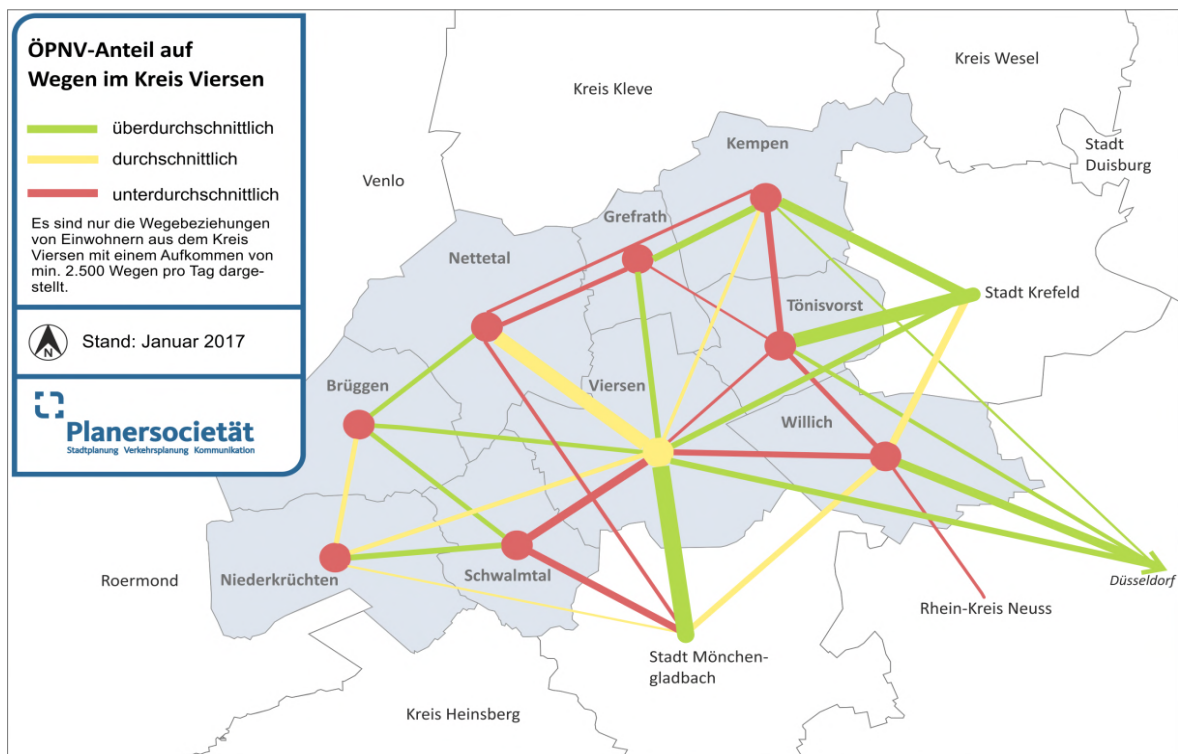 ÖPNV-Anteil auf
Wegen im Kreis Viersen
überdurchschnittlich
durchschnittlich
unterdurchschnittlich
Es sind nur die Wegebeziehungen
von Einwohnern aus dem Kreis
Viersen mit einem Aufkommen von
min. 2.500 Wegen pro Tag darge-
stellt.
N
Stand: Januar 2017
Planersocietät
Stadtplanung Verkehrsplanung Kommunikation
Kreis Wesel
Kreis Kleve
Stadt
Duisburg
Kempen
Venlo
Grefrath
Nettetal
Stadt Krefeld
Tönisvorst
Brüggen
Viersen
Willich
Roermond
Niederkrüchten
Schwalmtal
Düsseldorf
Rhein-Kreis Neuss
Stadt Mönchen-
gladbach
Kreis Heinsberg